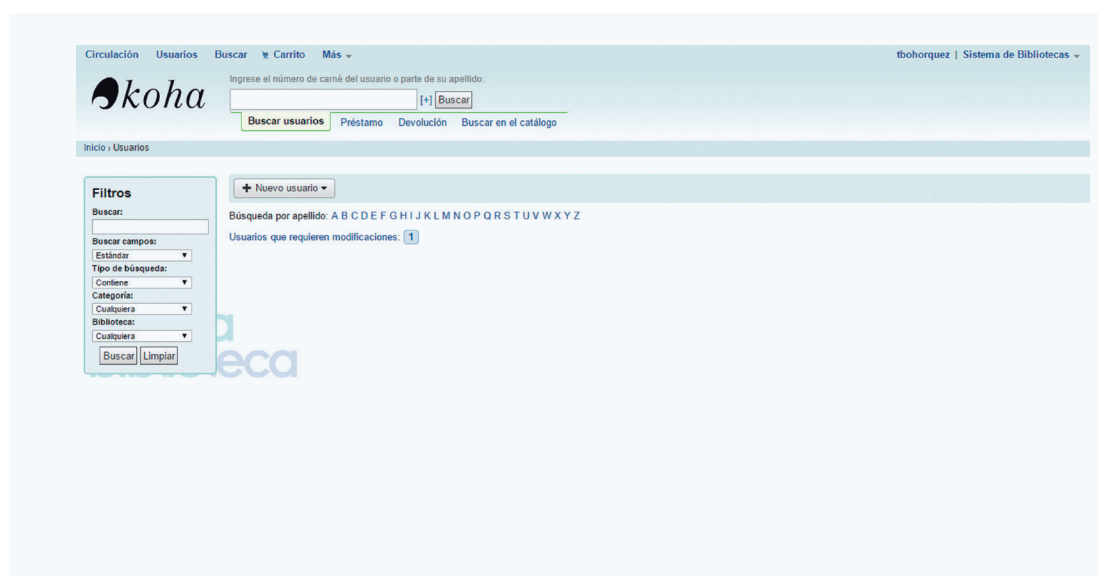 Circulación Usuarios Buscar Carrito Más tbohorquez | Sistema de Bibliotecas
koha
Ingrese el número de carné del usuario o parte de su apellido:
[+] Buscar
Buscar usuarios Préstamo Devolución Buscar en el catálogo
Inicio › Usuarios
Filtros
Buscar:
Buscar campos:
Estándar
Tipo de búsqueda:
Contiene
Categoría:
Cualquiera
Biblioteca:
Cualquiera
Buscar Limpiar
+ Nuevo usuario
Búsqueda por apellido: A B C D E F G H I J K L M N O P Q R S T U V W X Y Z
Usuarios que requieren modificaciones: 1